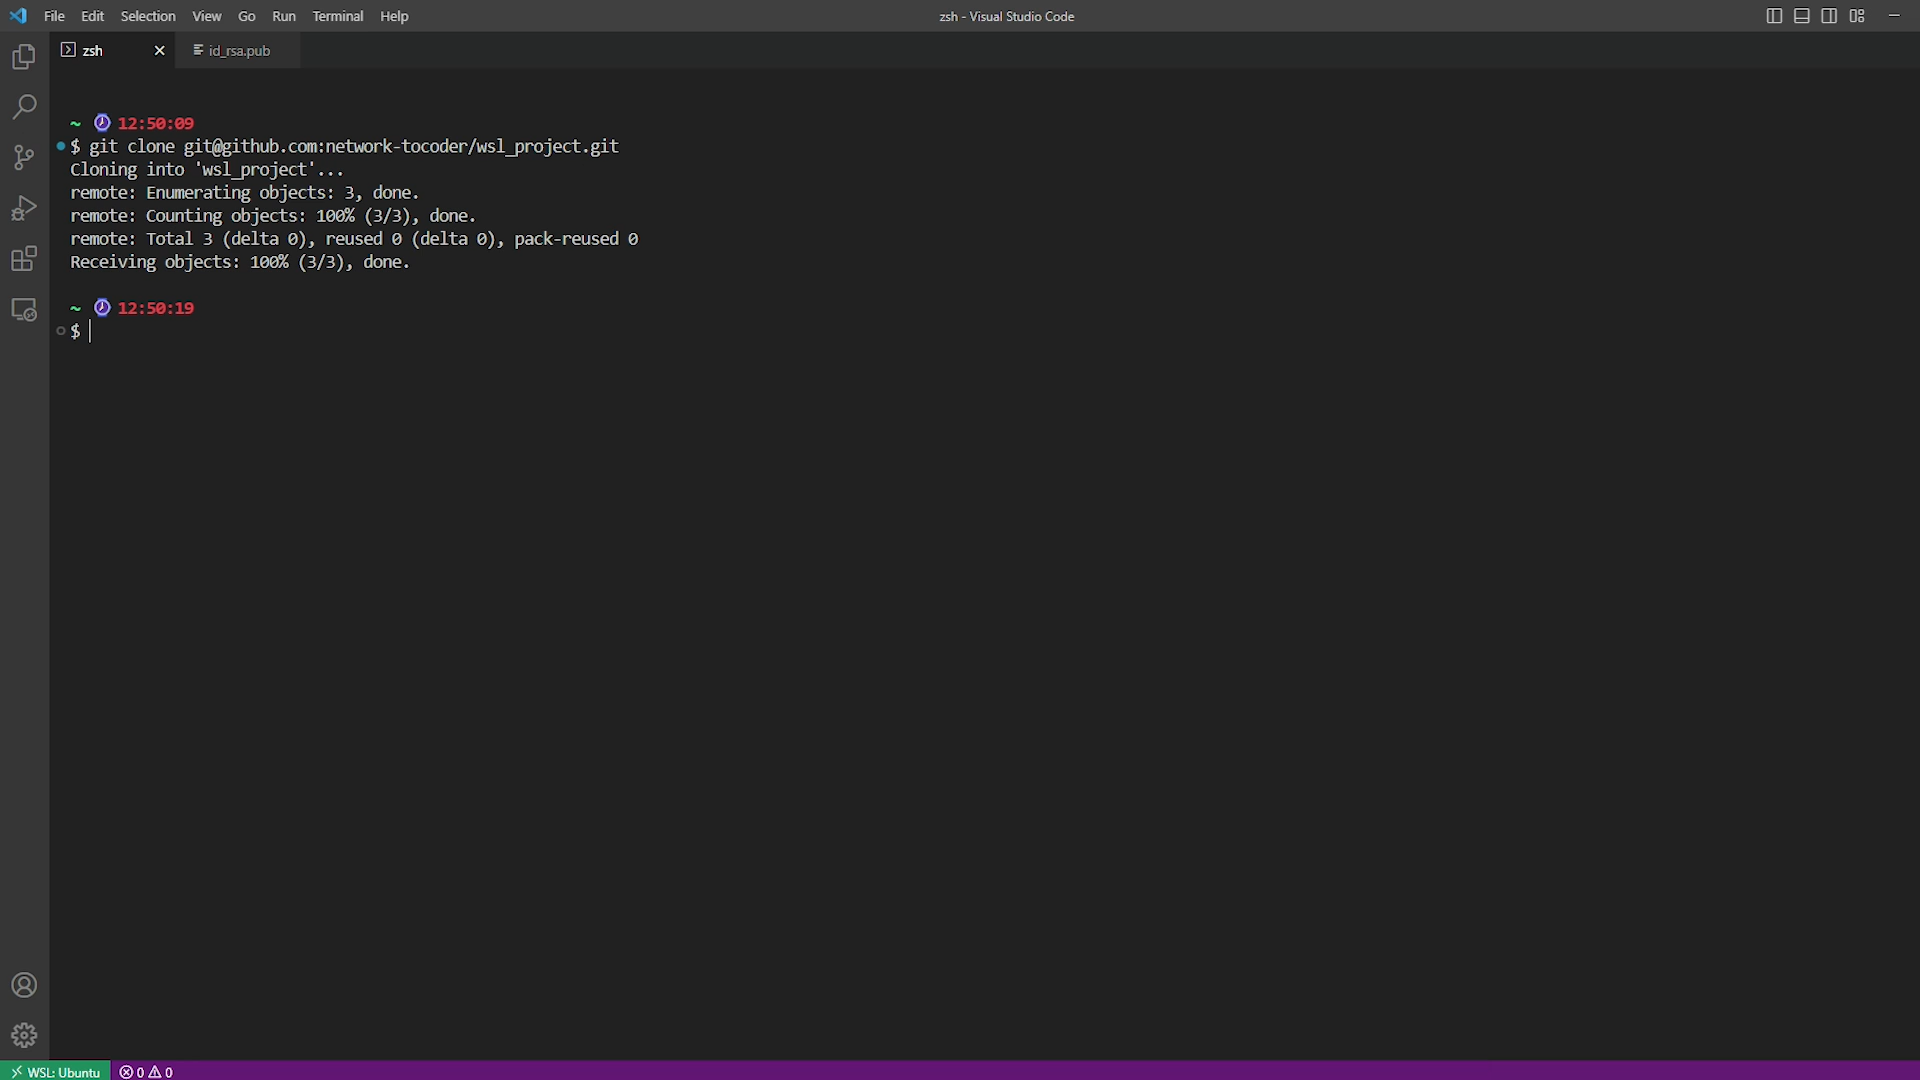 File Edit Selection View Go Run Terminal Help
zsh - Visual Studio Code
zsh
id_rsa.pub
~ 12:50:09
$ git clone git@github.com:network-tocoder/wsl_project.git
Cloning into 'wsl_project'...
remote: Enumerating objects: 3, done.
remote: Counting objects: 100% (3/3), done.
remote: Total 3 (delta 0), reused 0 (delta 0), pack-reused 0
Receiving objects: 100% (3/3), done.
~ 12:50:19
$
WSL: Ubuntu 0 0